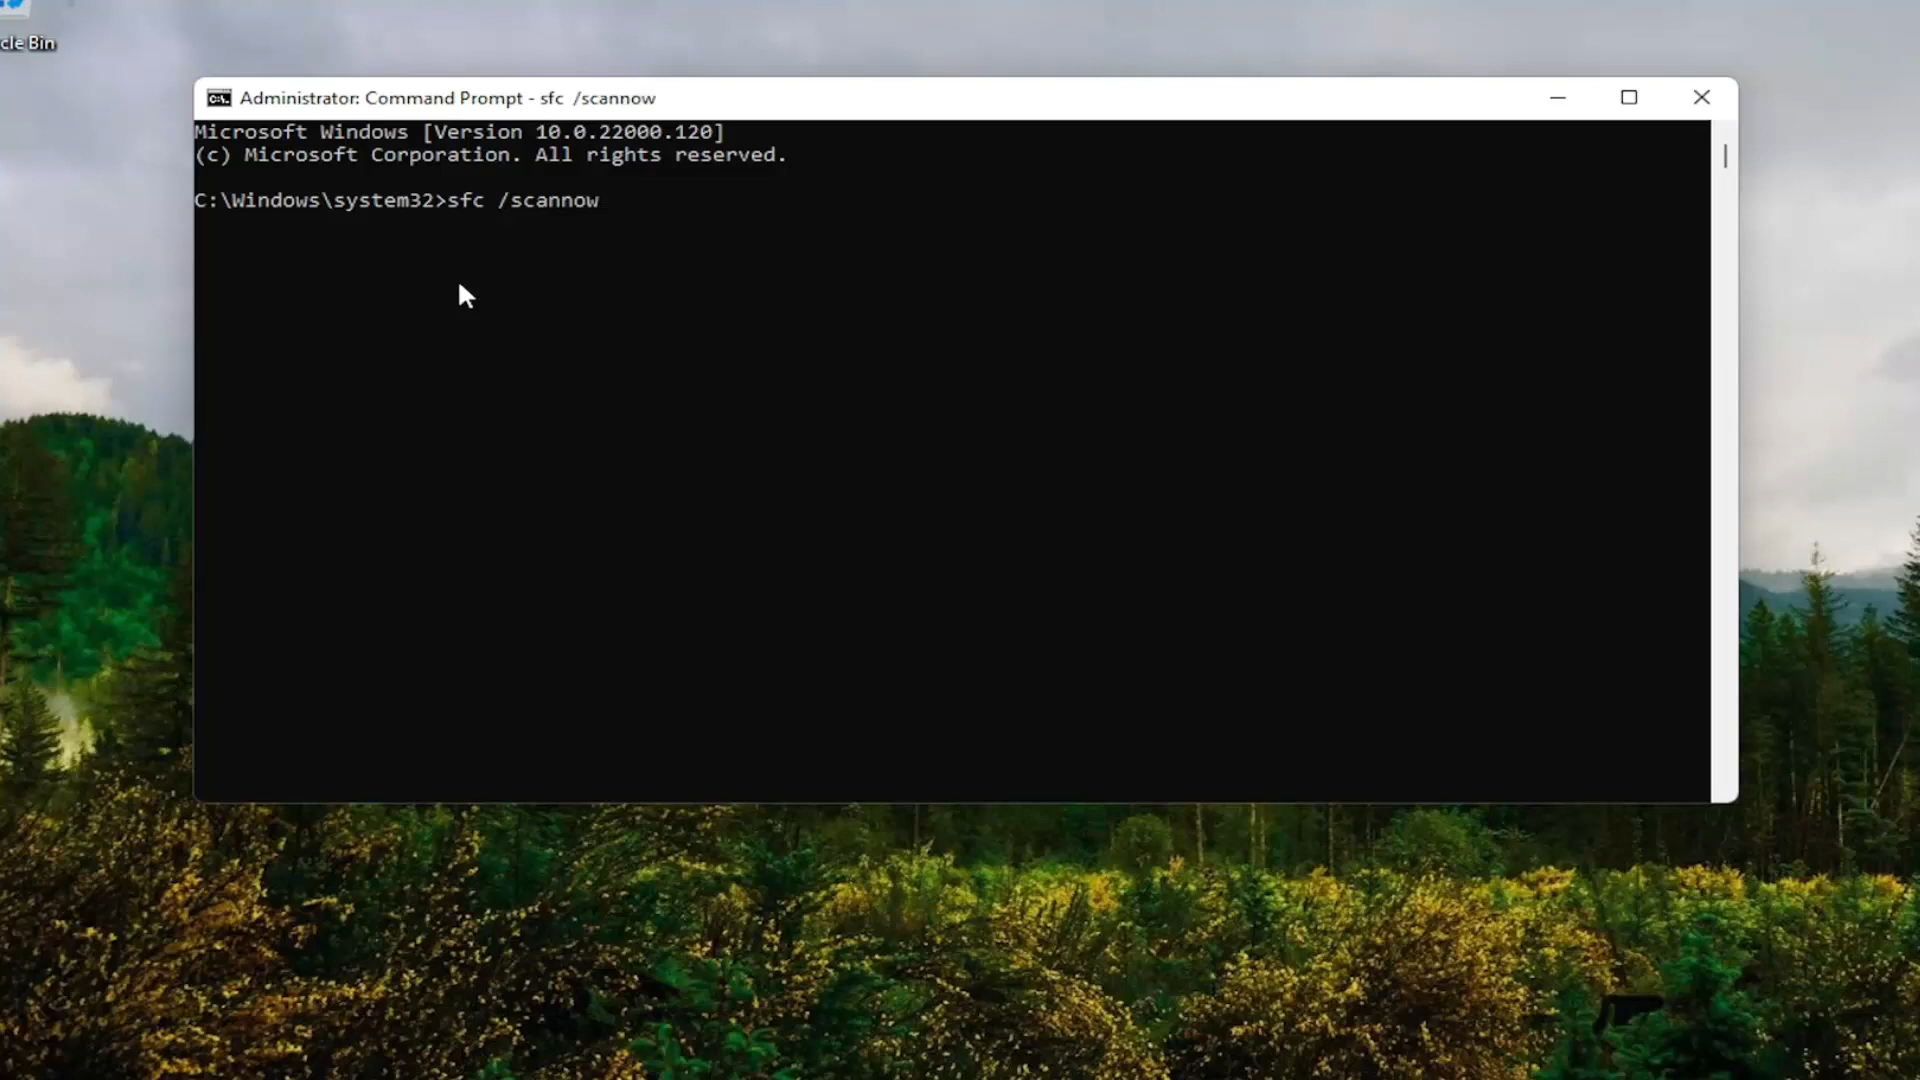 cle Bin
Administrator: Command Prompt - sfc  /scannow
Microsoft Windows [Version 10.0.22000.120]
(c) Microsoft Corporation. All rights reserved.
C:\Windows\system32>sfc /scannow